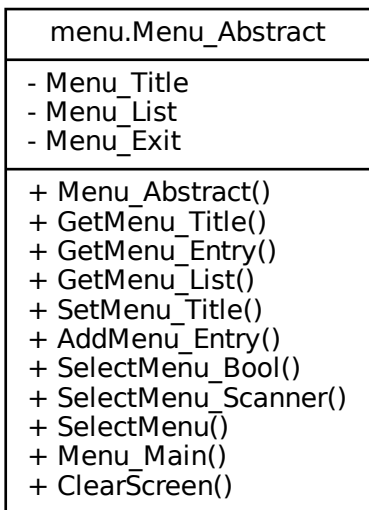 menu.Menu_Abstract
- Menu_Title
- Menu_List
- Menu_Exit
+ Menu_Abstract()
+ GetMenu_Title()
+ GetMenu_Entry()
+ GetMenu_List()
+ SetMenu_Title()
+ AddMenu_Entry()
+ SelectMenu_Bool()
+ SelectMenu_Scanner()
+ SelectMenu()
+ Menu_Main()
+ ClearScreen()